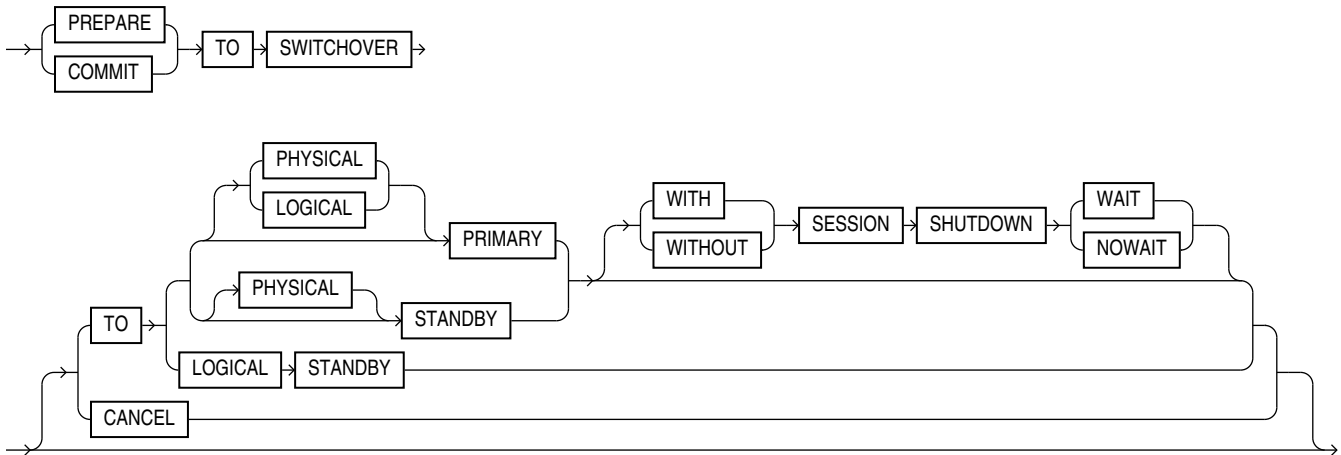 PREPARE
COMMIT
TO SWITCHOVER
PHYSICAL
LOGICAL
PRIMARY
PHYSICAL
STANDBY
TO
LOGICAL STANDBY
CANCEL
WITH
WITHOUT
SESSION SHUTDOWN
WAIT
NOWAIT